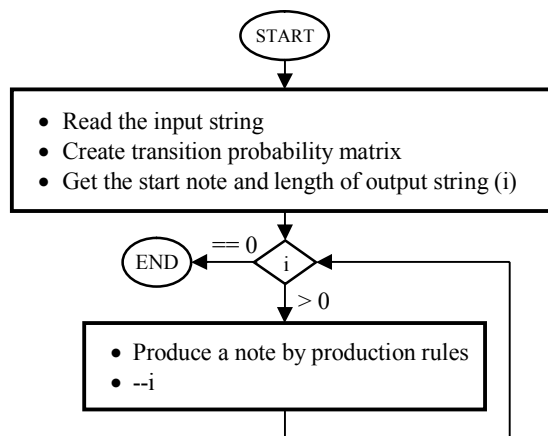 START
• Read the input string
• Create transition probability matrix
• Get the start note and length of output string (i)
== 0
END
i
> 0
• Produce a note by production rules
• --i